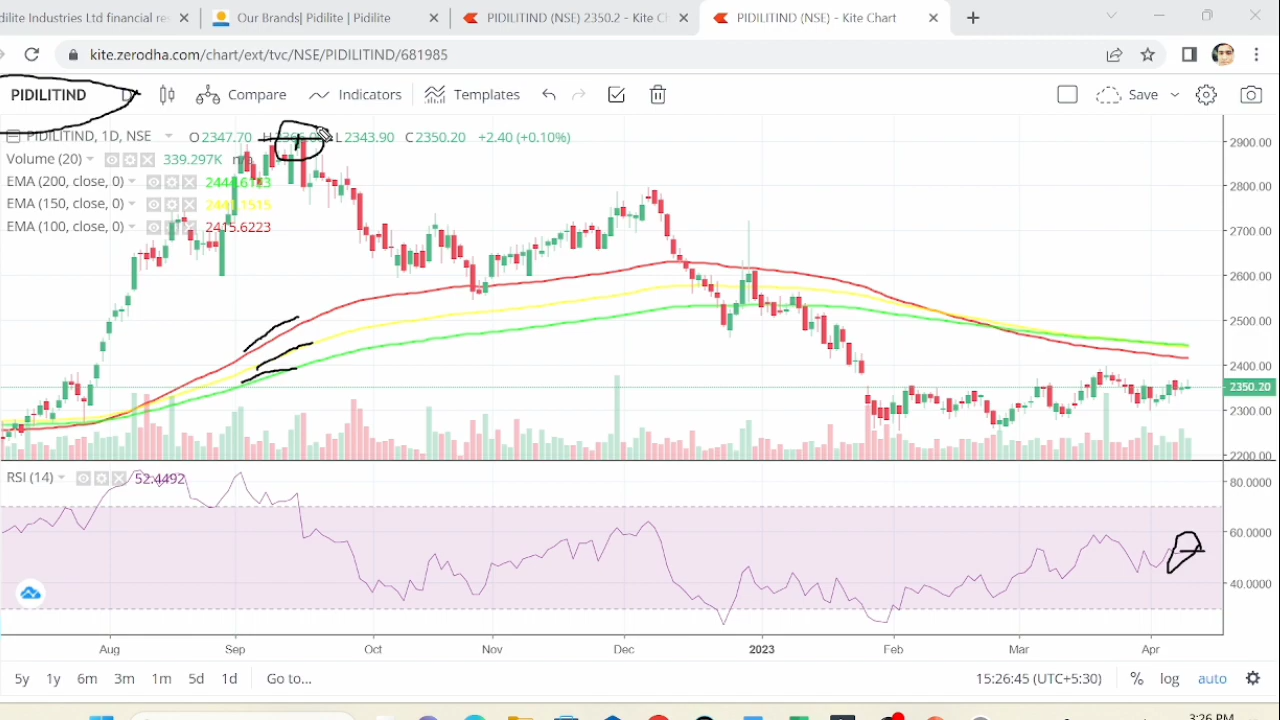 dilite Industries Ltd financial re
Our Brands| Pidilite | Pidilite
PIDILITIND (NSE) 2350.2 - Kite C
PIDILITIND (NSE) - Kite Chart
kite.zerodha.com/chart/ext/tvc/NSE/PIDILITIND/681985
PIDILITIND
Compare
Indicators
Templates
Save
PIDILITIND, 1D, NSE O2347.70 L2343.90 C2350.20 +2.40 (+0.10%)
Volume (20) 339.297K n/a
EMA (200, close, 0)
EMA (150, close, 0)
EMA (100, close, 0) 2415.6223
2900.00
2800.00
2700.00
2600.00
2500.00
2400.00
2350.20
2300.00
2200.00
RSI (14) 52.4492
80.0000
60.0000
40.0000
Aug Sep Oct Nov Dec 2023 Feb Mar Apr
5y 1y 6m 3m 1m 5d 1d Go to... 15:26:45 (UTC+5:30) % log auto
3:26 PM